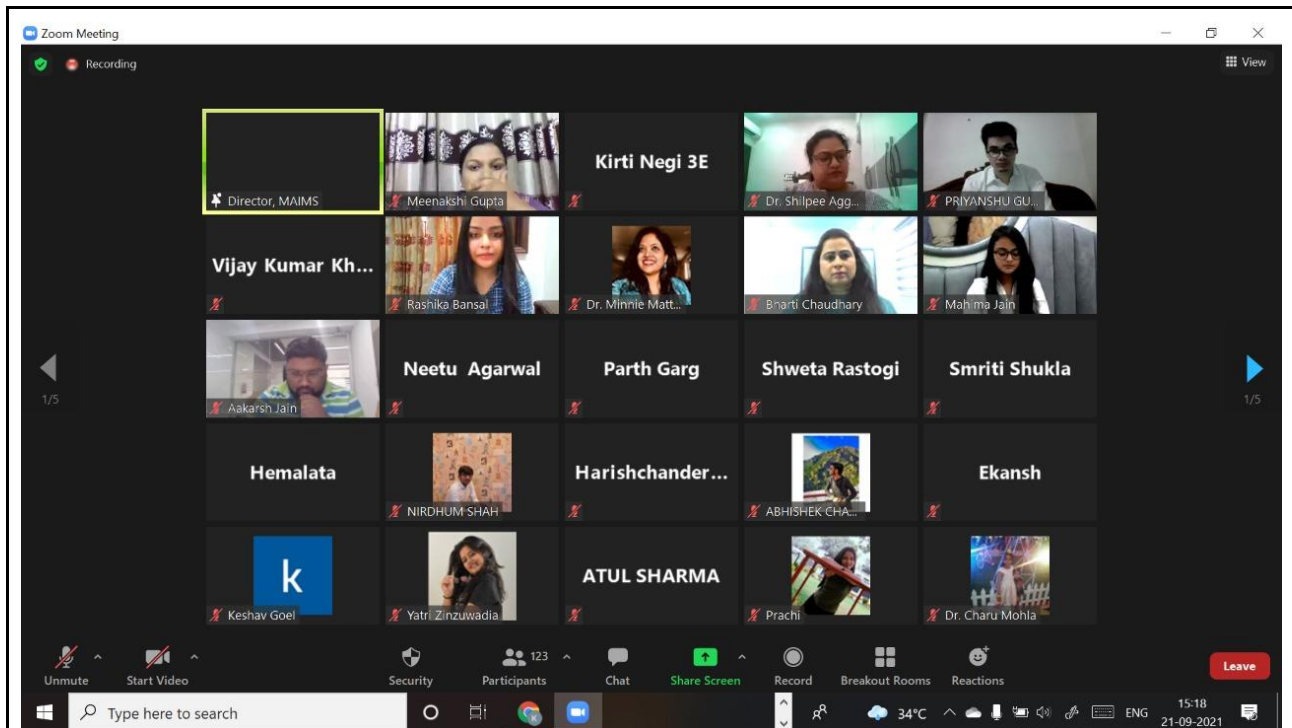 Zoom Meeting
Recording
View
Director, MAIMS
Meenakshi Gupta
Kirti Negi 3E
Dr. Shilpee Agg...
PRIYANSHU GU...
Vijay Kumar Kh...
Rashika Bansal
Dr. Minnie Matt...
Bharti Chaudhary
Mahima Jain
Aakarsh Jain
Neetu Agarwal
Parth Garg
Shweta Rastogi
Smriti Shukla
1/5
1/5
Hemalata
NIRDHUM SHAH
Harishchander...
ABHISHEK CHA...
Ekansh
k
Keshav Goel
Yatri Zinzuwadia
ATUL SHARMA
Prachi
Dr. Charu Mohla
Unmute
Start Video
Security
123
Participants
Chat
Share Screen
Record
Breakout Rooms
Reactions
Leave
Type here to search
34°C
ENG
15:18
21-09-2021